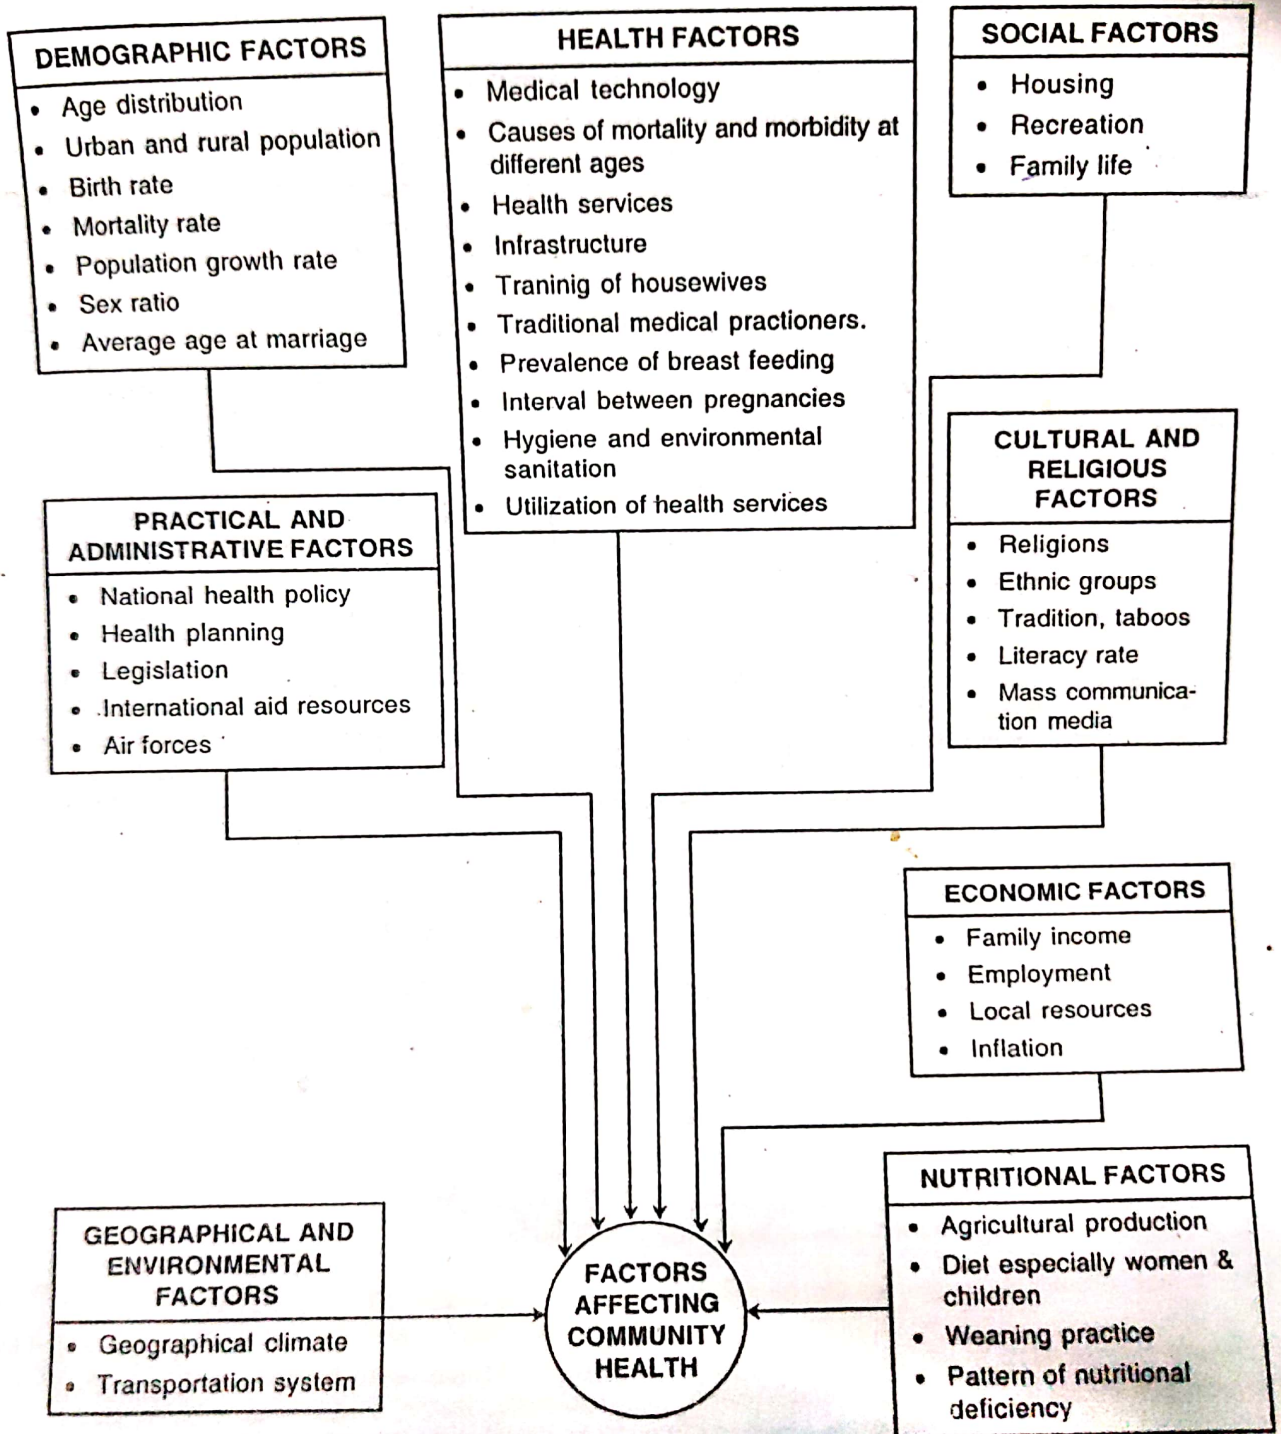 DEMOGRAPHIC FACTORS
• Age distribution
• Urban and rural population
• Birth rate
• Mortality rate
• Population growth rate
• Sex ratio
• Average age at marriage
HEALTH FACTORS
• Medical technology
• Causes of mortality and morbidity at
different ages
• Health services
• Infrastructure
• Traninig of housewives
• Traditional medical practioners.
• Prevalence of breast feeding
• Interval between pregnancies
• Hygiene and environmental
sanitation
• Utilization of health services
SOCIAL FACTORS
• Housing
• Recreation
• Family life
PRACTICAL AND
ADMINISTRATIVE FACTORS
• National health policy
• Health planning
• Legislation
• International aid resources
• Air forces
CULTURAL AND
RELIGIOUS
FACTORS
• Religions
• Ethnic groups
• Tradition, taboos
• Literacy rate
• Mass communica-
tion media
ECONOMIC FACTORS
• Family income
• Employment
• Local resources
• Inflation
GEOGRAPHICAL AND
ENVIRONMENTAL
FACTORS
• Geographical climate
• Transportation system
FACTORS
AFFECTING
COMMUNITY
HEALTH
NUTRITIONAL FACTORS
• Agricultural production
• Diet especially women &
children
• Weaning practice
• Pattern of nutritional
deficiency